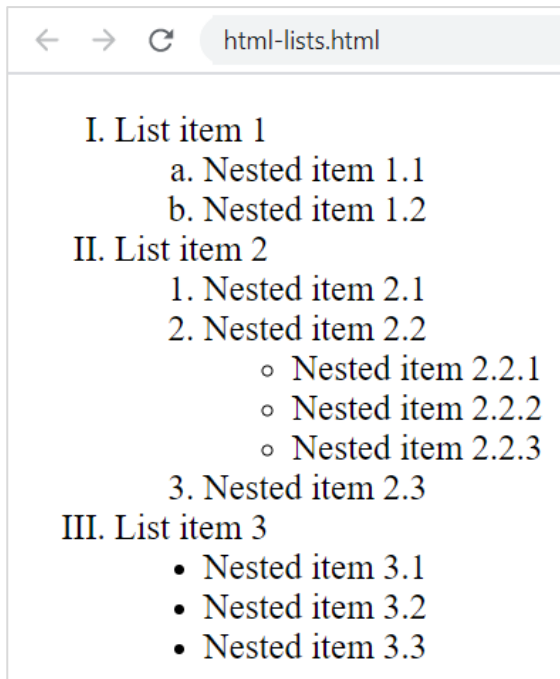 html-lists.html
I. List item 1
a. Nested item 1.1
b. Nested item 1.2
II. List item 2
1. Nested item 2.1
2. Nested item 2.2
◦ Nested item 2.2.1
◦ Nested item 2.2.2
◦ Nested item 2.2.3
3. Nested item 2.3
III. List item 3
• Nested item 3.1
• Nested item 3.2
• Nested item 3.3